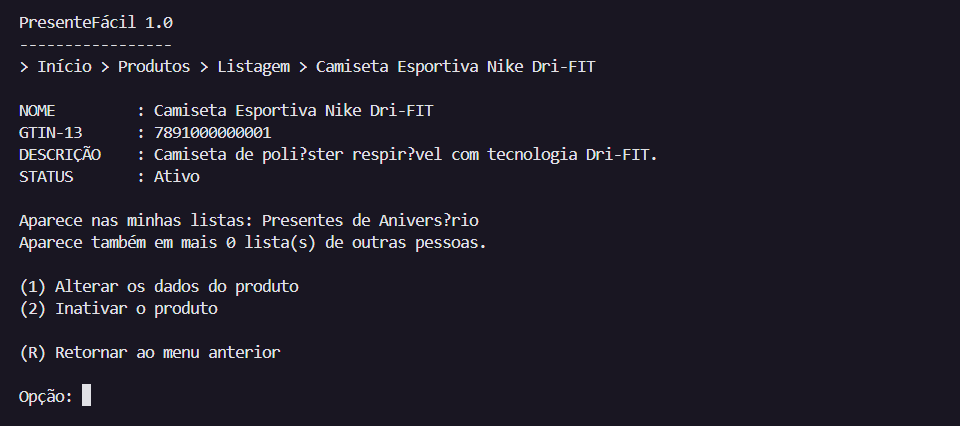 PresenteFácil 1.0
-----------------
> Início > Produtos > Listagem > Camiseta Esportiva Nike Dri-FIT
NOME         : Camiseta Esportiva Nike Dri-FIT
GTIN-13      : 7891000000001
DESCRIÇÃO    : Camiseta de poli?ster respir?vel com tecnologia Dri-FIT.
STATUS       : Ativo
Aparece nas minhas listas: Presentes de Anivers?rio
Aparece também em mais 0 lista(s) de outras pessoas.
(1) Alterar os dados do produto
(2) Inativar o produto
(R) Retornar ao menu anterior
Opção: